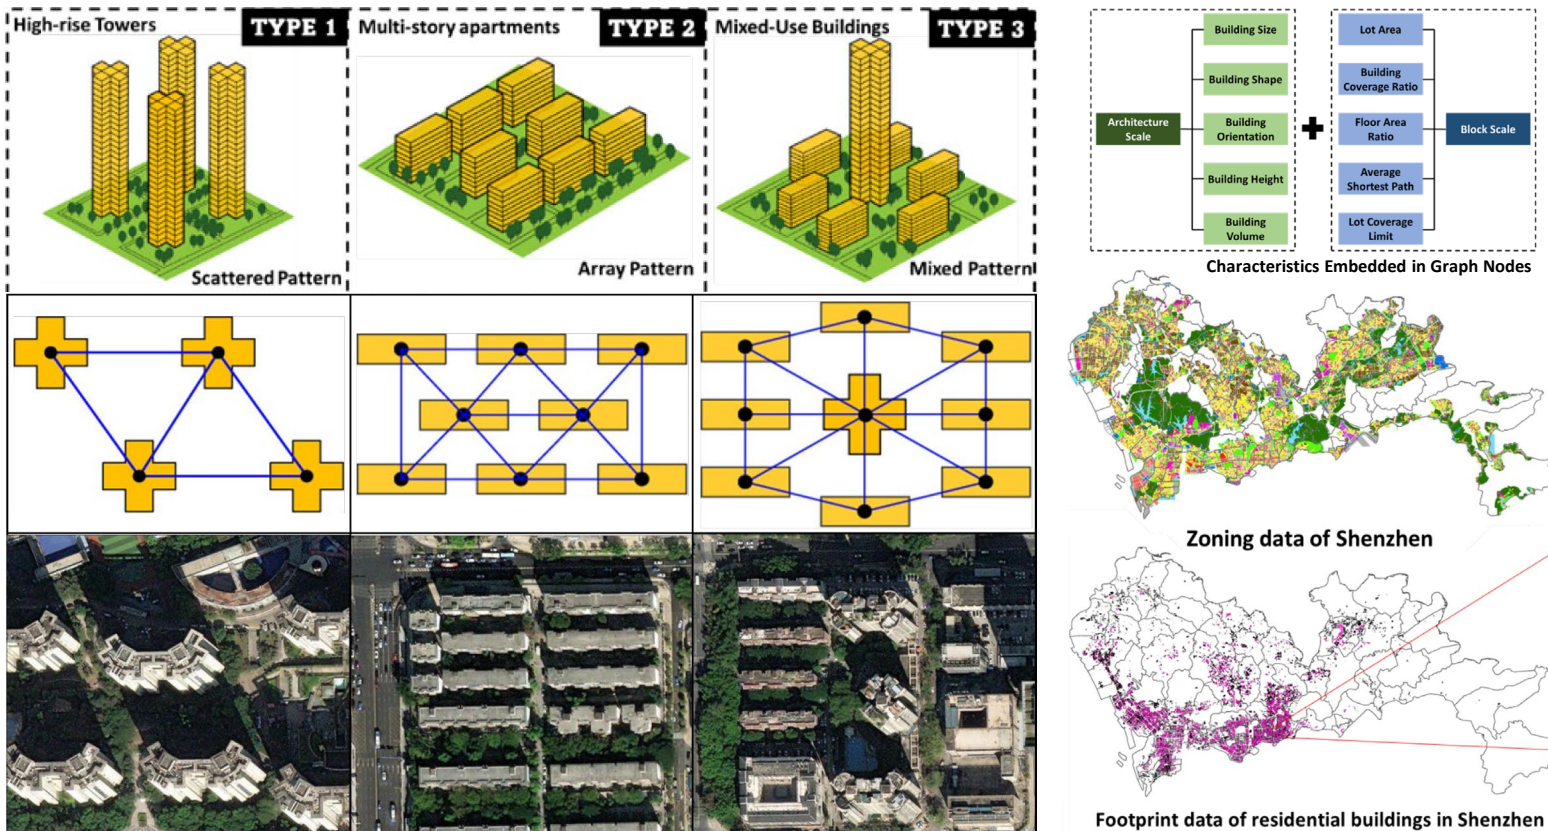 High-rise Towers
TYPE 1
Scattered Pattern
Multi-story apartments
TYPE 2
Array Pattern
Mixed-Use Buildings
TYPE 3
Mixed Pattern
Architecture
Scale
Building Size
Building Shape
Building
Orientation
Building Height
Building
Volume
+
Lot Area
Building
Coverage Ratio
Floor Area
Ratio
Average
Shortest Path
Lot Coverage
Limit
Block Scale
Characteristics Embedded in Graph Nodes
Zoning data of Shenzhen
Footprint data of residential buildings in Shenzhen